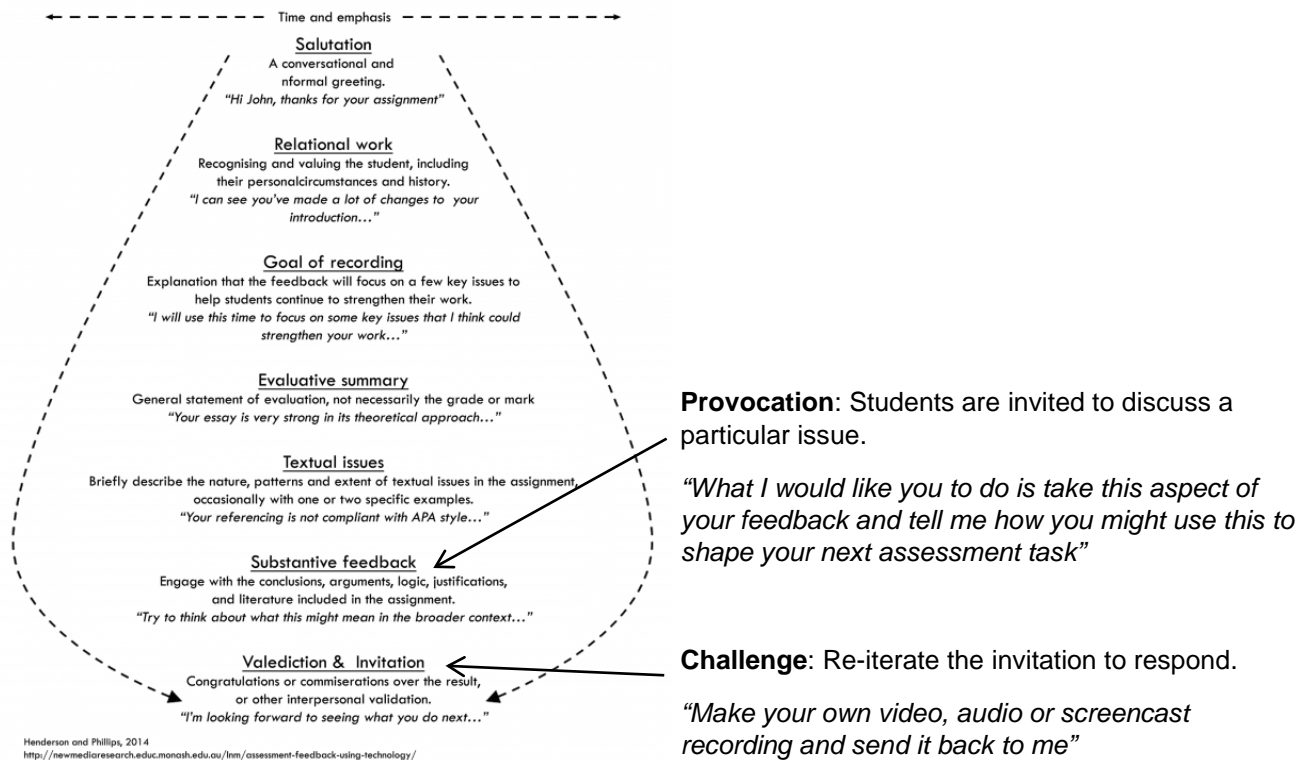 Time and emphasis
Salutation
A conversational and
nformal greeting.
“Hi John, thanks for your assignment”
Relational work
Recognising and valuing the student, including
their personalcircumstances and history.
“I can see you’ve made a lot of changes to your
introduction…”
Goal of recording
Explanation that the feedback will focus on a few key issues to
help students continue to strengthen their work.
“I will use this time to focus on some key issues that I think could
strengthen your work…”
Evaluative summary
General statement of evaluation, not necessarily the grade or mark
“Your essay is very strong in its theoretical approach…”
Textual issues
Briefly describe the nature, patterns and extent of textual issues in the assignment,
occasionally with one or two specific examples.
“Your referencing is not compliant with APA style…”
Substantive feedback
Engage with the conclusions, arguments, logic, justifications,
and literature included in the assignment.
“Try to think about what this might mean in the broader context…”
Valediction & Invitation
Congratulations or commiserations over the result,
or other interpersonal validation.
“I’m looking forward to seeing what you do next…”
Henderson and Phillips, 2014
http://newmediaresearch.educ.monash.edu.au/lnm/assessment-feedback-using-technology/
Provocation: Students are invited to discuss a
particular issue.
“What I would like you to do is take this aspect of
your feedback and tell me how you might use this to
shape your next assessment task”
Challenge: Re-iterate the invitation to respond.
“Make your own video, audio or screencast
recording and send it back to me”